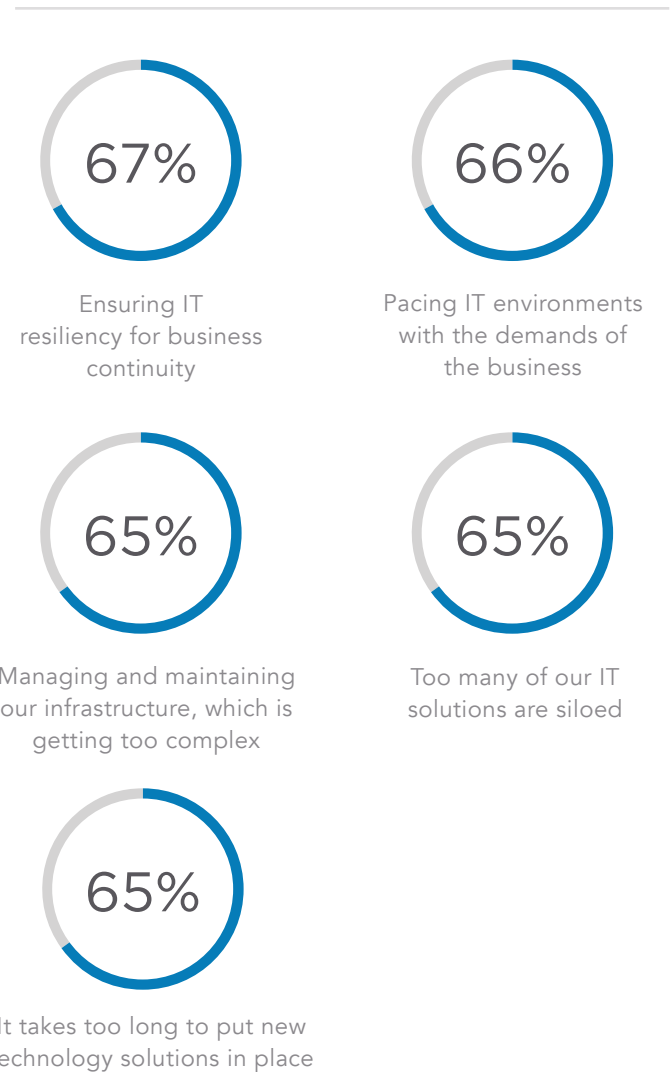 67%
66%
Ensuring IT
resiliency for business
continuity
Pacing IT environments
with the demands of
the business
65%
65%
Managing and maintaining
our infrastructure, which is
getting too complex
Too many of our IT
solutions are siloed
65%
It takes too long to put new
technology solutions in place